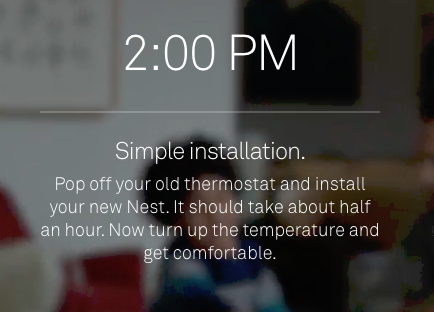 2:00 PM
Simple installation.
Pop off your old thermostat and install
your new Nest. It should take about half
an hour. Now turn up the temperature and
get comfortable.